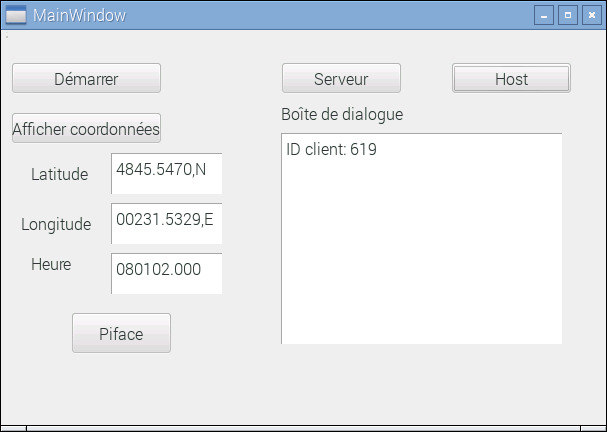 MainWindow
Démarrer
Serveur
Host
Afficher coordonnées
Boîte de dialogue
Latitude
4845.5470,N
ID client: 619
Longitude
00231.5329,E
Heure
080102.000
Piface